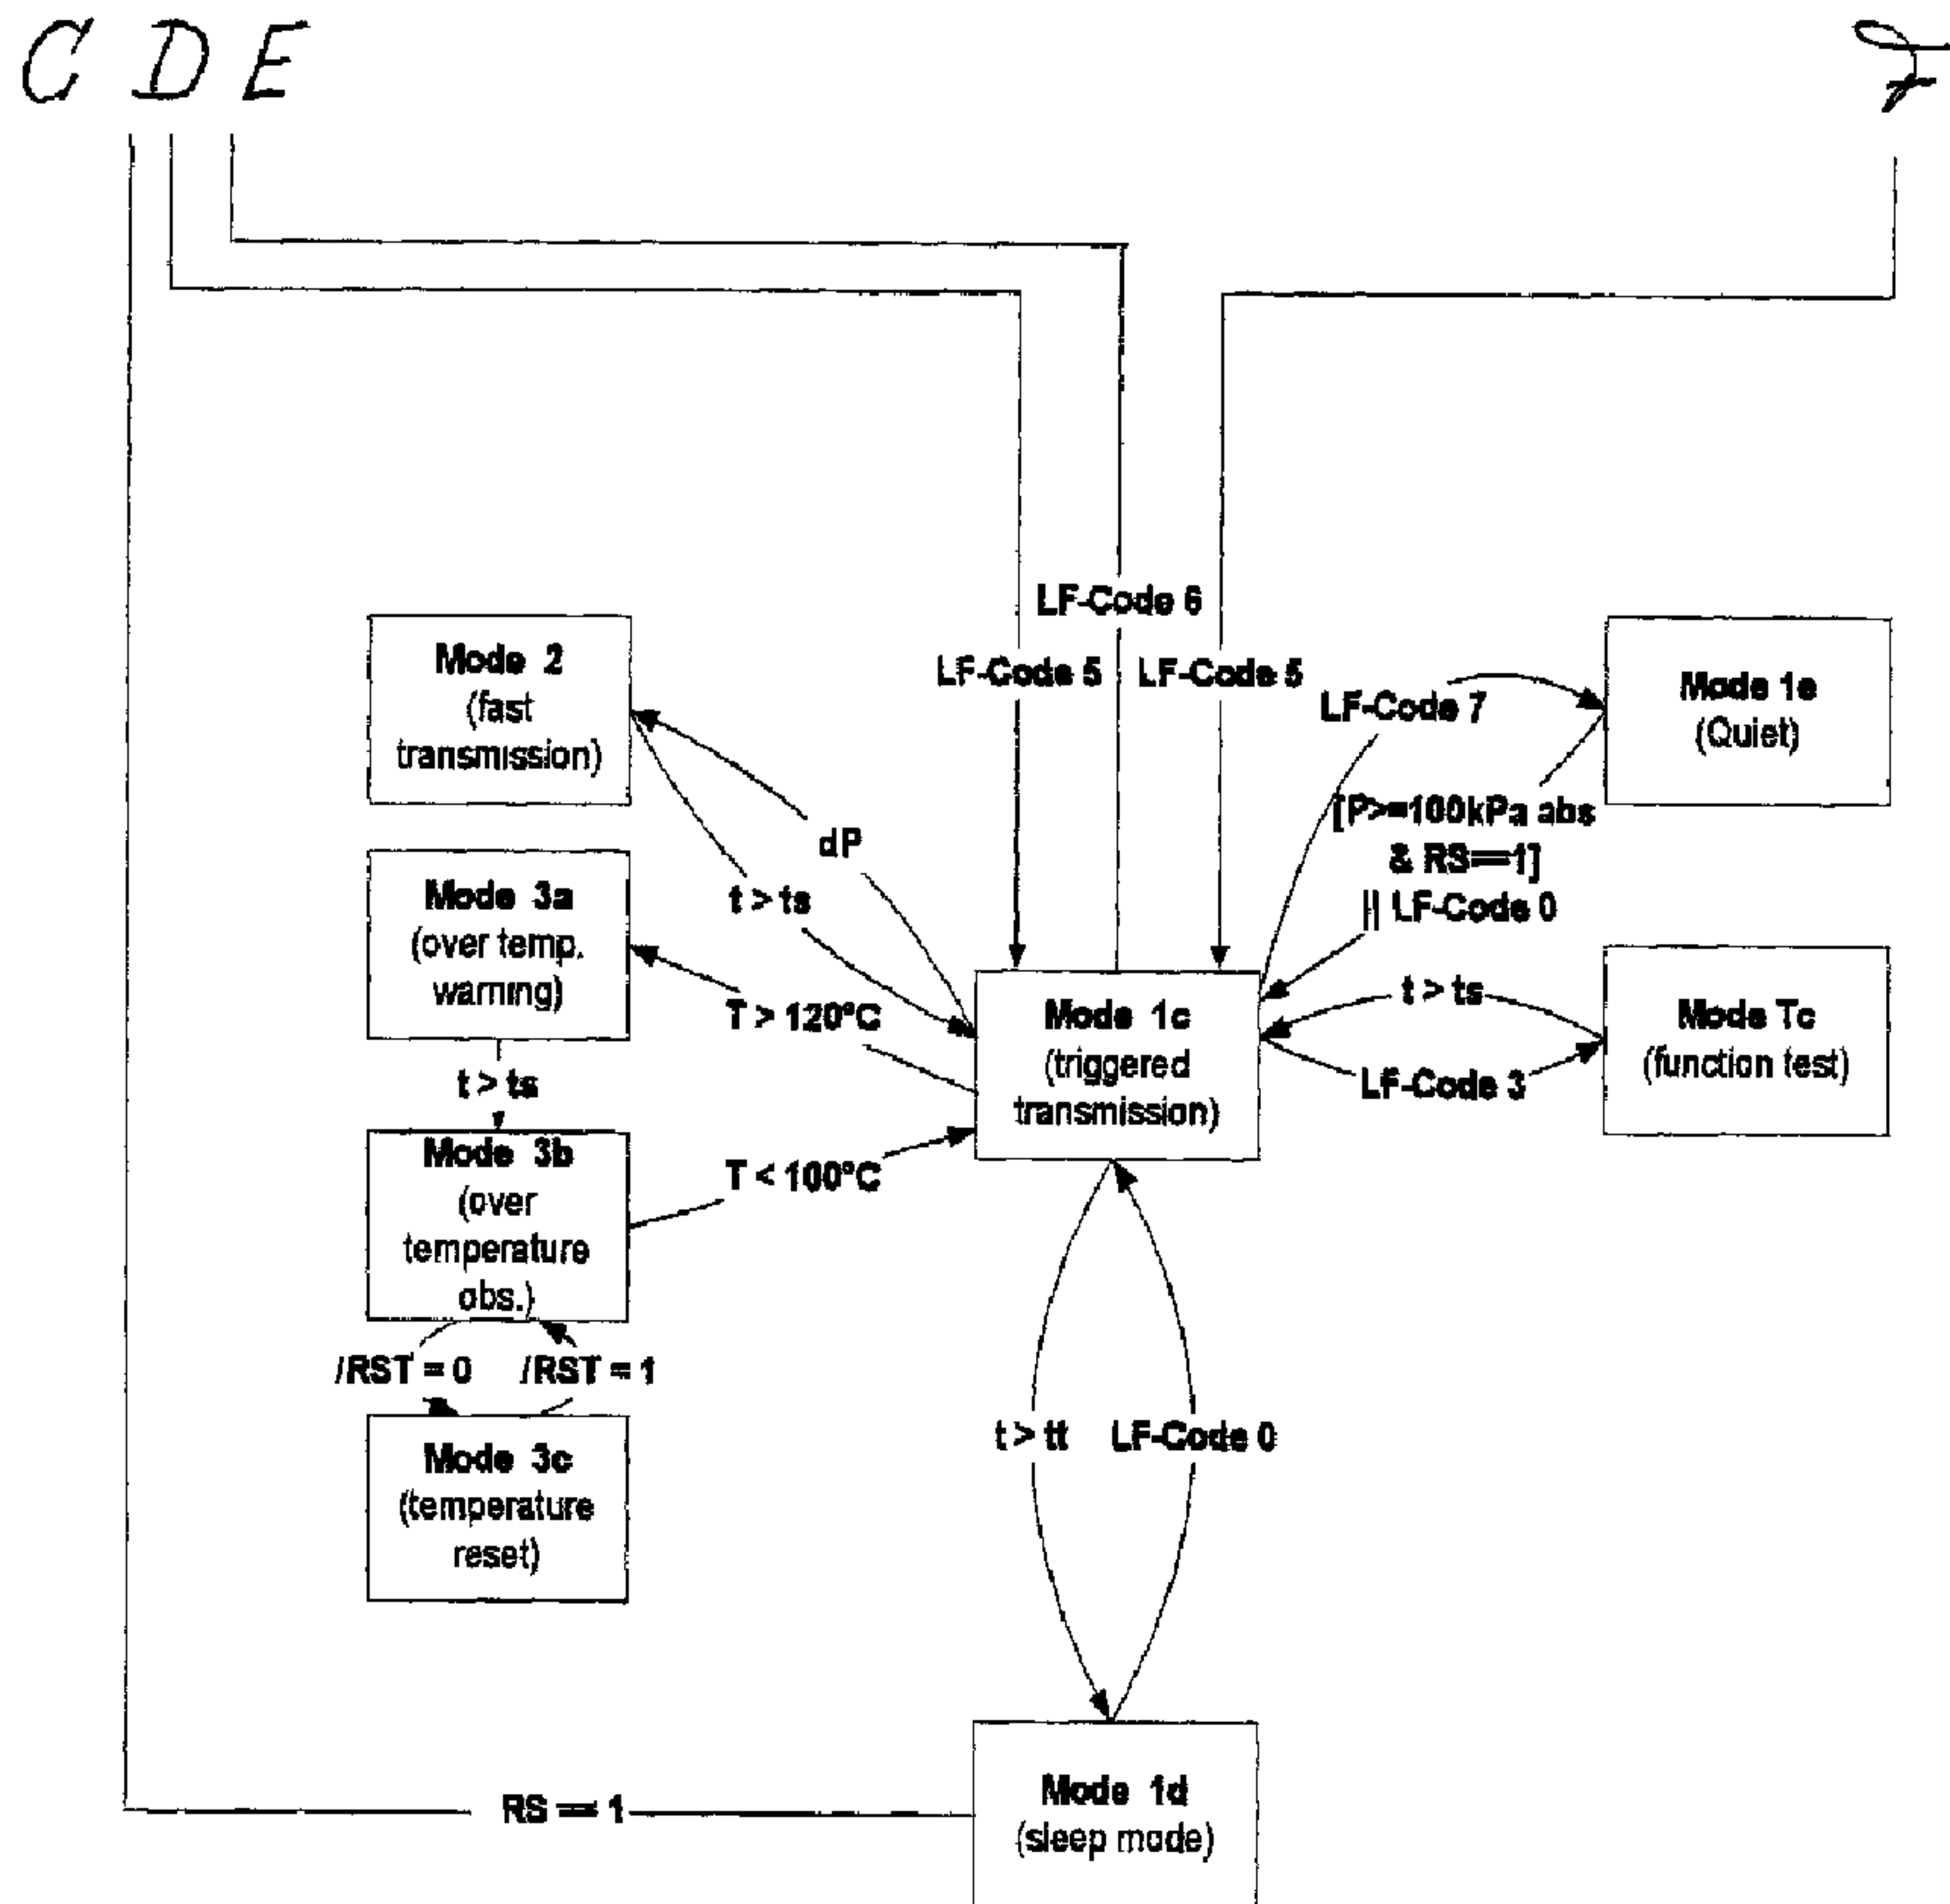 C D E F
LF-Code 6
LF-Code 5
LF-Code 5
Mode 2
(fast
transmission)
LF-Code 7
Mode 1e
(Quiet)
dP
t > ts
[P>=100kPa abs
& RS==1]
|| LF-Code 0
Mode 3a
(over temp.
warning)
T > 120°C
t > ts
Mode 1c
(triggered
transmission)
t > ts
LF-Code 3
Mode Tc
(function test)
Mode 3b
(over
temperature
obs.)
T < 100°C
/RST = 0
/RST = 1
Mode 3c
(temperature
reset)
t > tt
LF-Code 0
RS == 1
Mode 1d
(sleep mode)